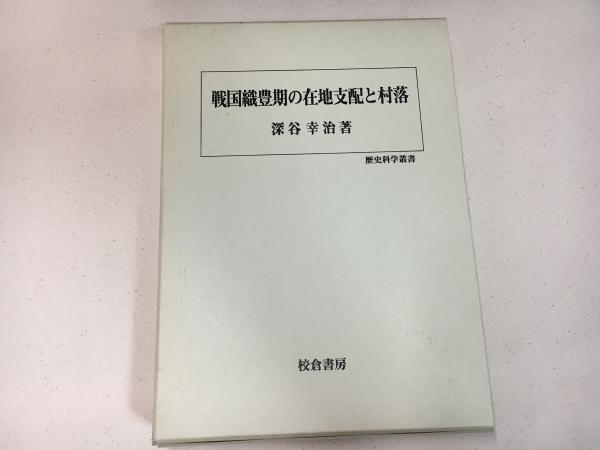 戦国織豊期の在地支配と村落
深谷幸治著
歴史科学叢書
校倉書房